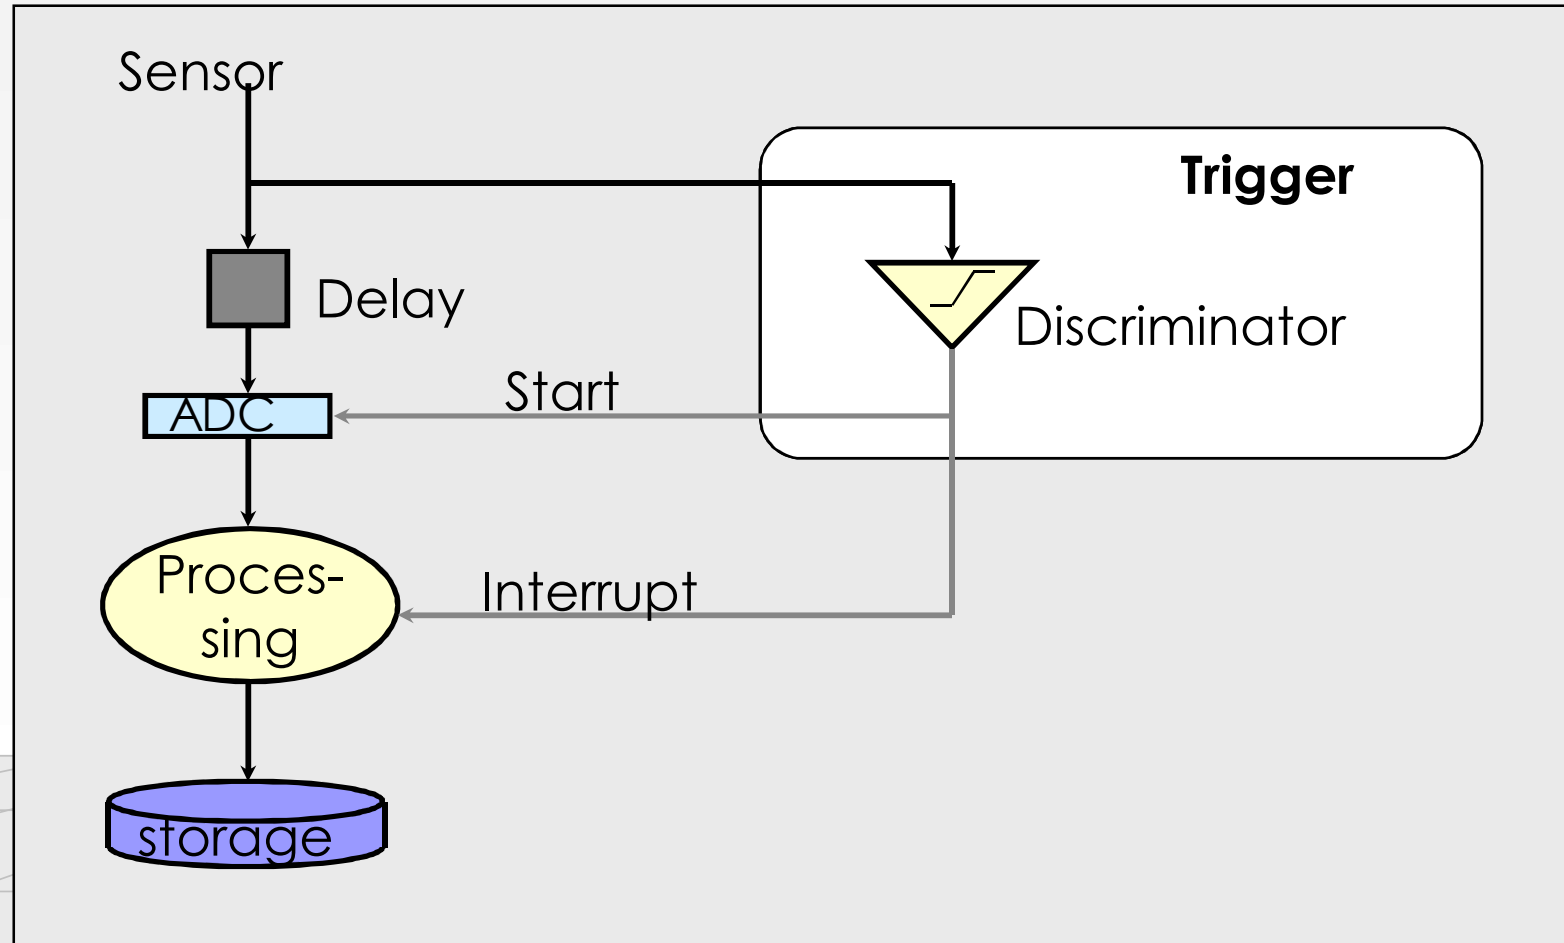 Sensor
Trigger
Delay
Discriminator
Start
ADC
Proces-
sing
Interrupt
storage